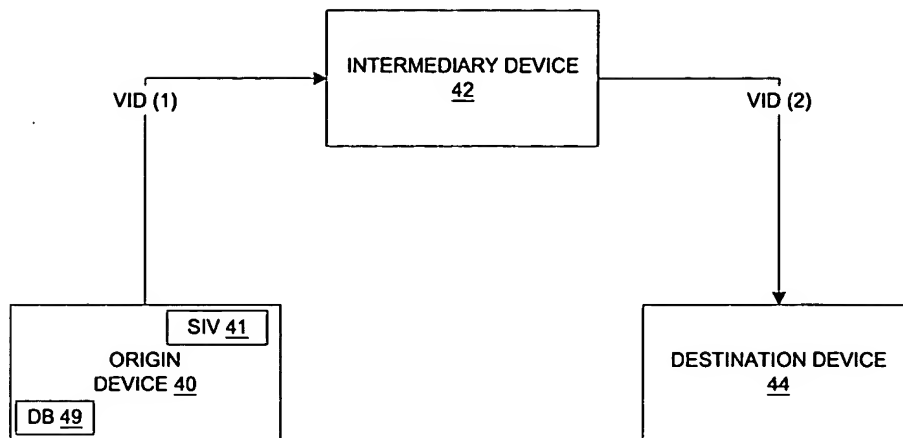 INTERMEDIARY DEVICE
42
VID (1)
VID (2)
SIV 41
ORIGIN
DEVICE 40
DB 49
DESTINATION DEVICE
44